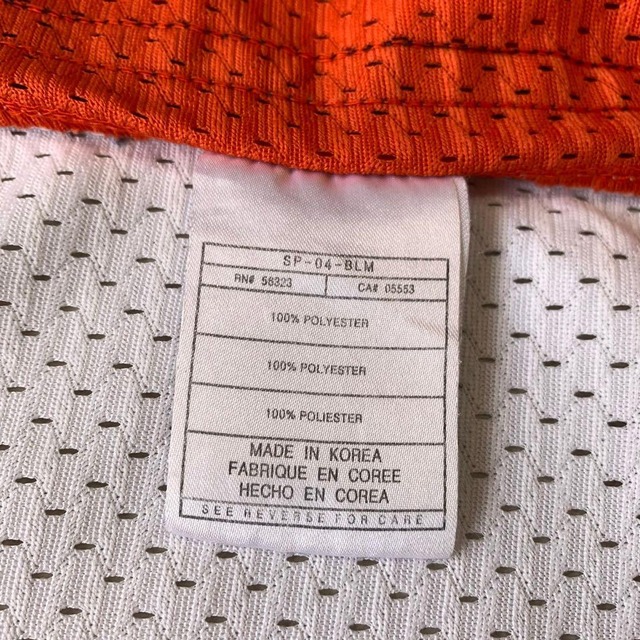 SP-04-BLM
RN# 56323 CA# 05553
100% POLYESTER
100% POLYESTER
100% POLIESTER
MADE IN KOREA
FABRIQUE EN COREE
HECHO EN COREA
SEE REVERSE FOR CARE